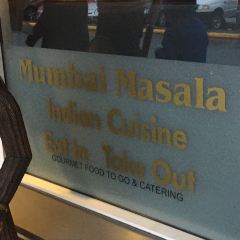 Mumbai Masala
Indian Cuisine
Eat In Take Out
GOURMET FOOD TO GO & CATERING